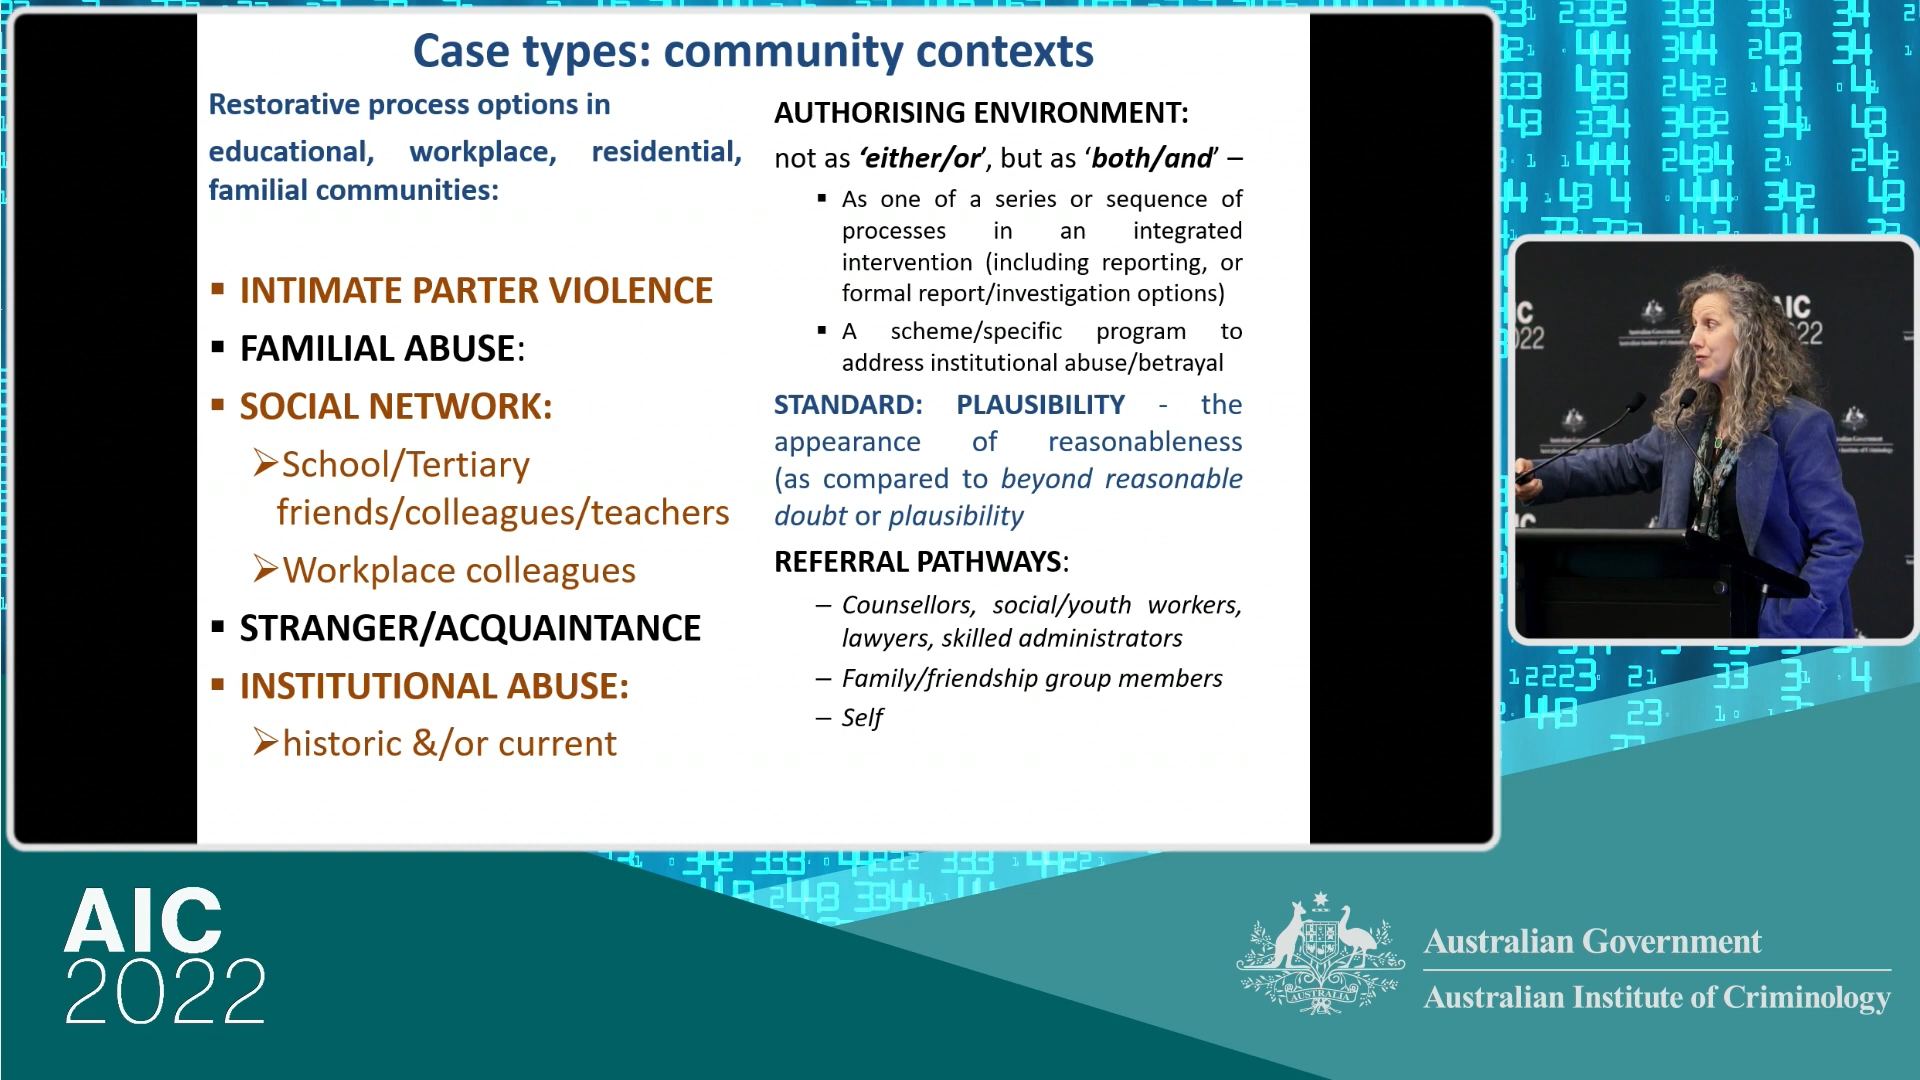 Case types: community contexts
Restorative process options in
educational, workplace, residential,
familial communities:
▪ INTIMATE PARTER VIOLENCE
▪ FAMILIAL ABUSE:
▪ SOCIAL NETWORK:
➢School/Tertiary
friends/colleagues/teachers
➢Workplace colleagues
▪ STRANGER/ACQUAINTANCE
▪ INSTITUTIONAL ABUSE:
➢historic &/or current
AUTHORISING ENVIRONMENT:
not as ‘either/or’, but as ‘both/and’ –
▪ As one of a series or sequence of
processes in an integrated
intervention (including reporting, or
formal report/investigation options)
▪ A scheme/specific program to
address institutional abuse/betrayal
STANDARD: PLAUSIBILITY - the
appearance of reasonableness
(as compared to beyond reasonable
doubt or plausibility
REFERRAL PATHWAYS:
– Counsellors, social/youth workers,
lawyers, skilled administrators
– Family/friendship group members
– Self
AIC
2022
AUSTRALIA
Australian Government
Australian Institute of Criminology